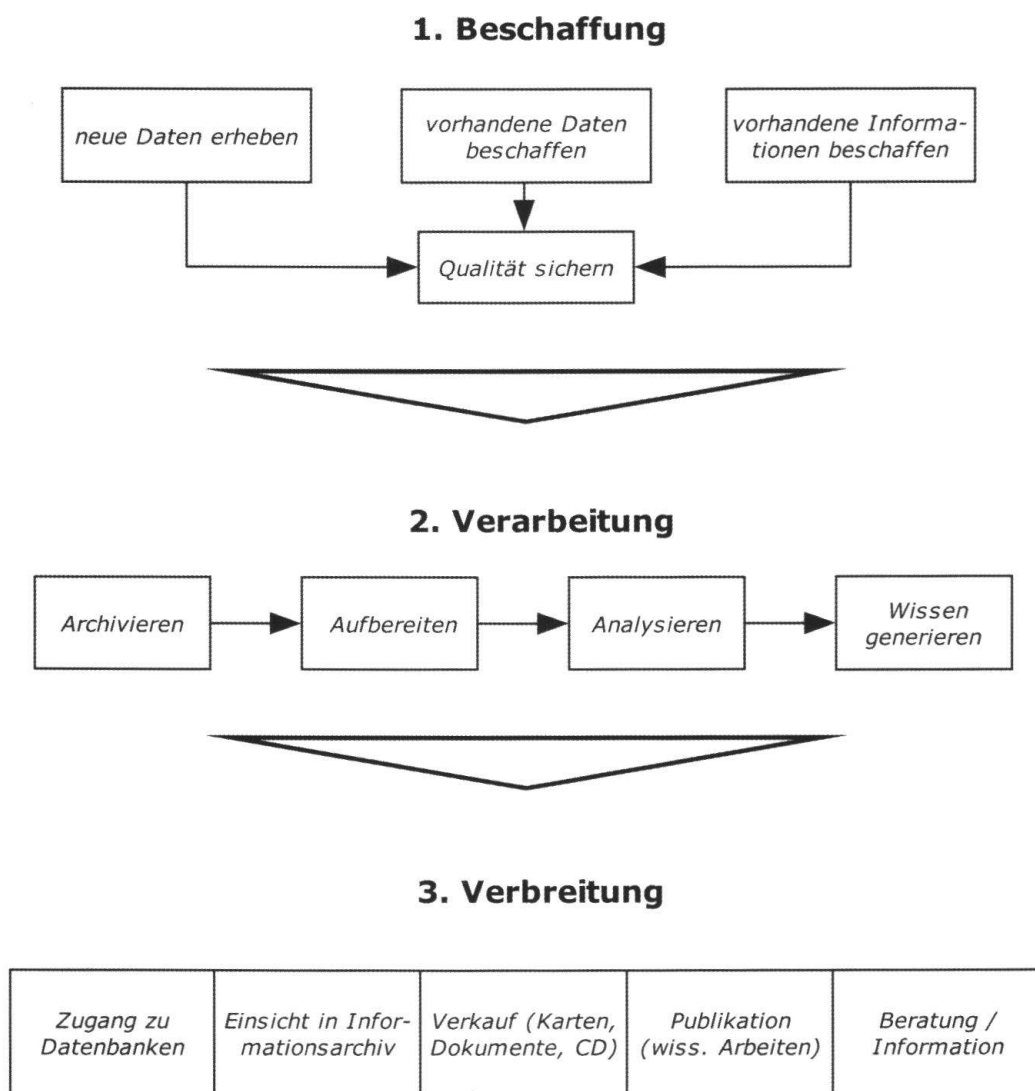 1. Beschaffung
neue Daten erheben
vorhandene Daten
beschaffen
vorhandene Informa-
tionen beschaffen
Qualität sichern
2. Verarbeitung
Archivieren
Aufbereiten
Analysieren
Wissen
generieren
3. Verbreitung
Zugang zu
Datenbanken
Einsicht in Infor-
mationsarchiv
Verkauf (Karten,
Dokumente, CD)
Publikation
(wiss. Arbeiten)
Beratung /
Information